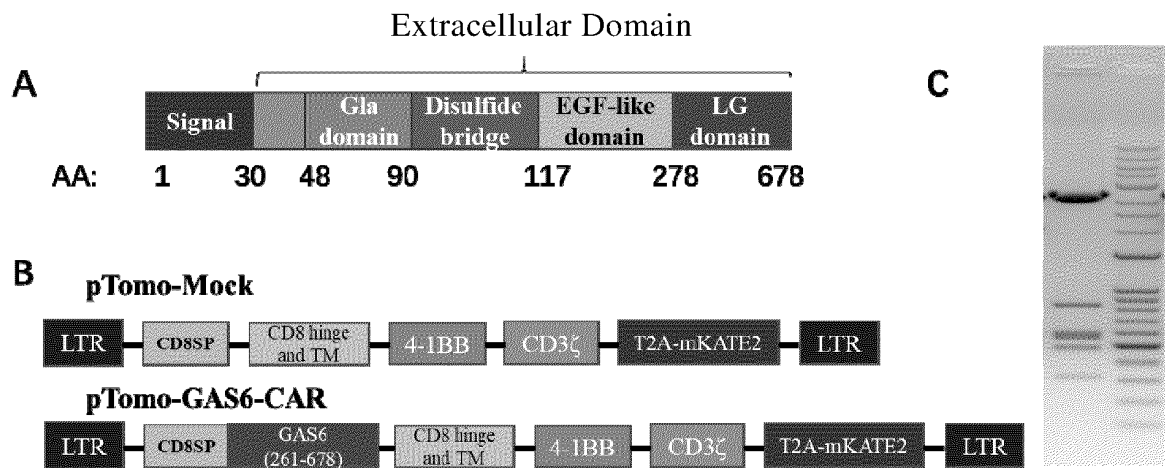 Extracellular Domain
A
C
Signal
Gla domain
Disulfide bridge
EGF-like domain
LG domain
AA: 1 30 48 90 117 278 678
B
pTomo-Mock
LTR
CD8SP
CD8 hinge and TM
4-1BB
CD3ζ
T2A-mKATE2
LTR
pTomo-GAS6-CAR
LTR
CD8SP
GAS6 (261-678)
CD8 hinge and TM
4-1BB
CD3ζ
T2A-mKATE2
LTR